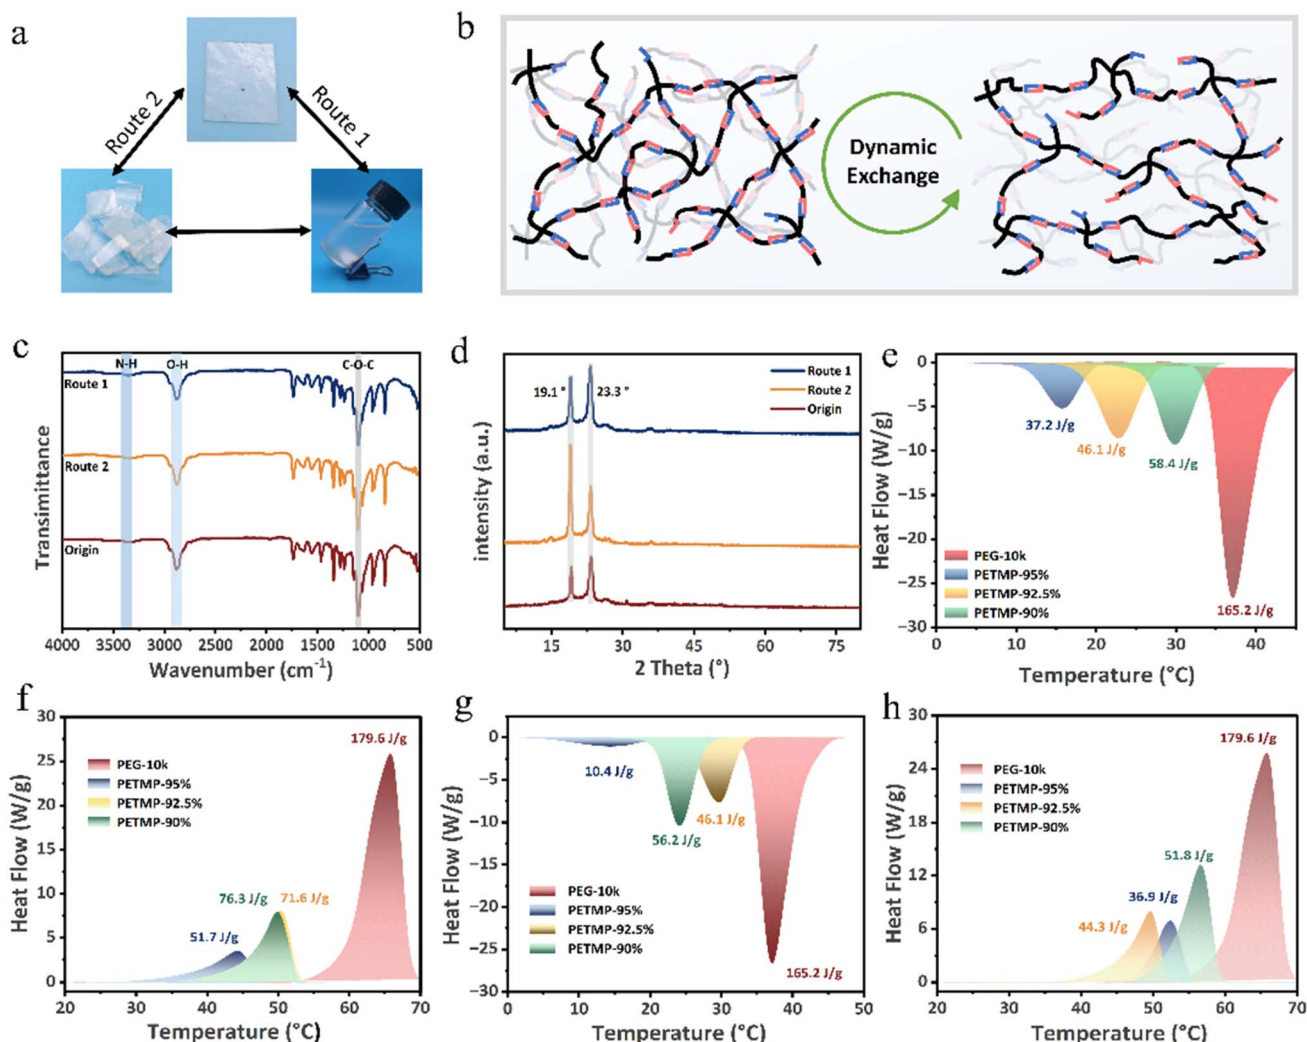 a
Route 2
Route 1
b
Dynamic
Exchange
c
N-H
O-H
C-O-C
Route 1
Route 2
Origin
Transimittance
4000 3500 3000 2500 2000 1500 1000 500
Wavenumber (cm⁻¹)
d
19.1 °
23.3 °
Route 1
Route 2
Origin
intensity (a.u.)
15 30 45 60 75
2 Theta (°)
e
0
−5
−10
−15
−20
−25
−30
Heat Flow (W/g)
37.2 J/g
46.1 J/g
58.4 J/g
165.2 J/g
PEG-10k
PETMP-95%
PETMP-92.5%
PETMP-90%
0 10 20 30 40
Temperature (°C)
f
30
25
20
15
10
5
0
Heat Flow (W/g)
PEG-10k
PETMP-95%
PETMP-92.5%
PETMP-90%
179.6 J/g
76.3 J/g
71.6 J/g
51.7 J/g
20 30 40 50 60 70
Temperature (°C)
g
0
−5
−10
−15
−20
−25
−30
Heat Flow (W/g)
10.4 J/g
56.2 J/g
46.1 J/g
165.2 J/g
PEG-10k
PETMP-95%
PETMP-92.5%
PETMP-90%
0 10 20 30 40 50
Temperature (°C)
h
30
24
18
12
6
0
Heat Flow (W/g)
PEG-10k
PETMP-95%
PETMP-92.5%
PETMP-90%
179.6 J/g
51.8 J/g
36.9 J/g
44.3 J/g
20 30 40 50 60 70
Temperature (°C)